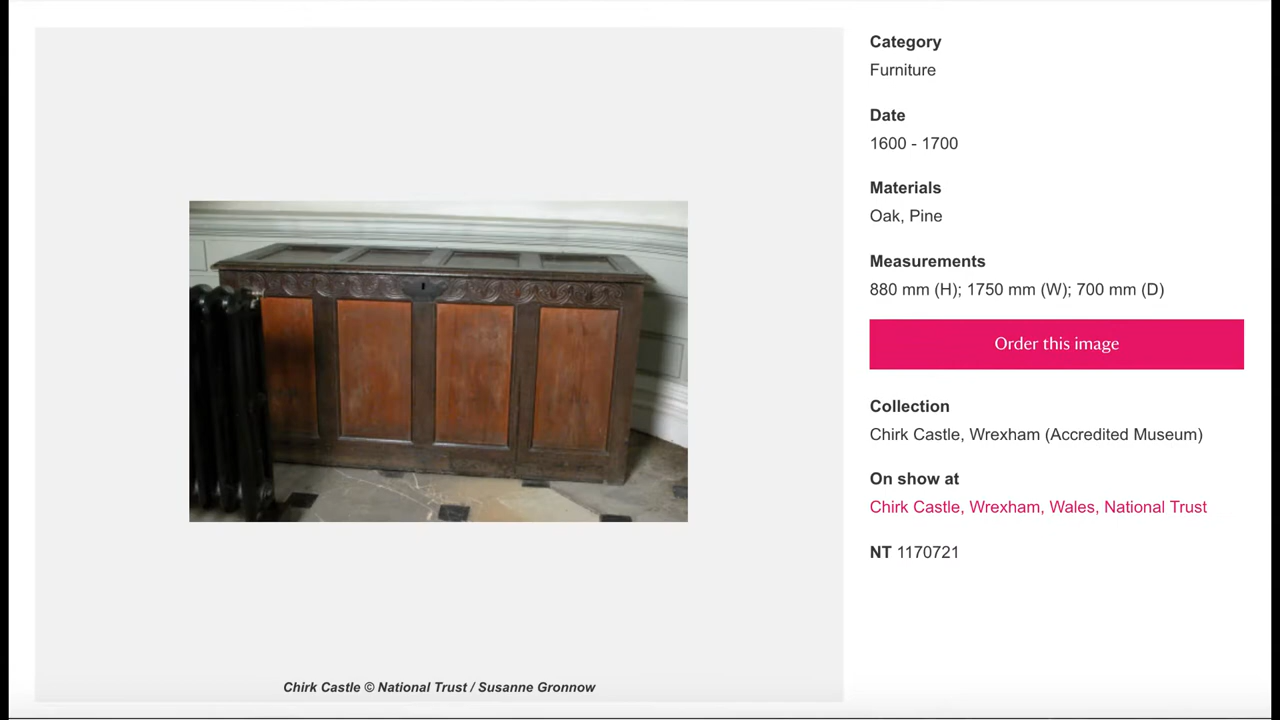 Category
Furniture
Date
1600 - 1700
Materials
Oak, Pine
Measurements
880 mm (H); 1750 mm (W); 700 mm (D)
Order this image
Collection
Chirk Castle, Wrexham (Accredited Museum)
On show at
Chirk Castle, Wrexham, Wales, National Trust
NT 1170721
Chirk Castle © National Trust / Susanne Gronnow